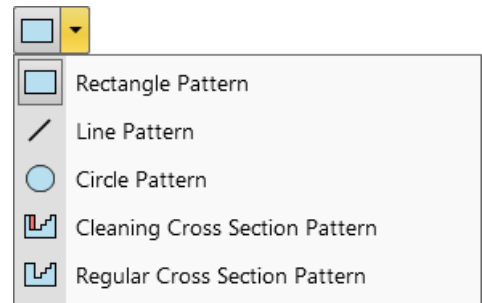 Rectangle Pattern
Line Pattern
Circle Pattern
Cleaning Cross Section Pattern
Regular Cross Section Pattern